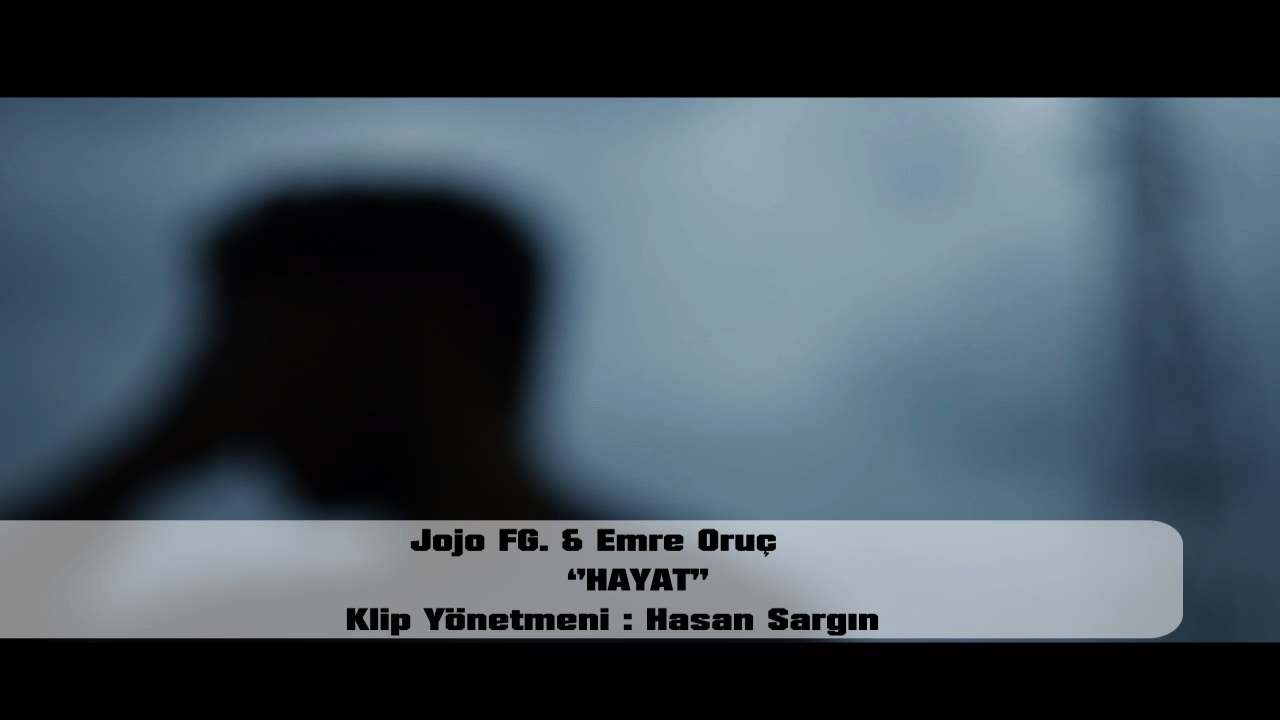 Jojo FG. & Emre Oruç
‘’HAYAT’’
Klip Yönetmeni : Hasan Sargın